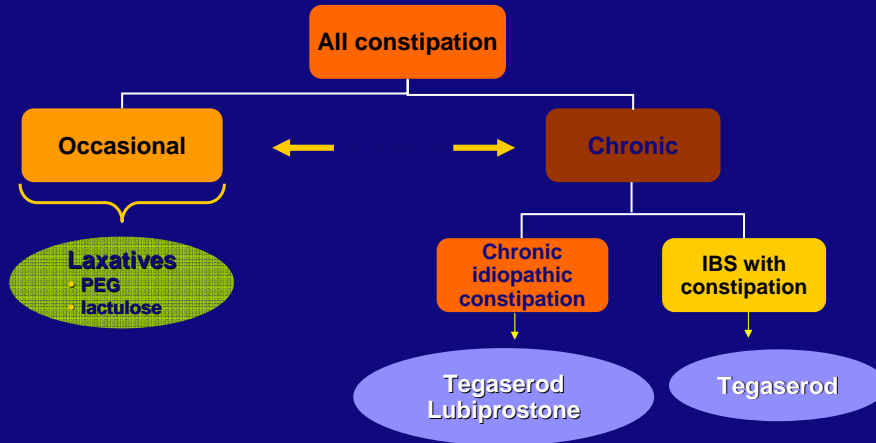 All constipation
Occasional
Chronic
Laxatives
• PEG
• lactulose
Chronic
idiopathic
constipation
IBS with
constipation
Tegaserod
Lubiprostone
Tegaserod